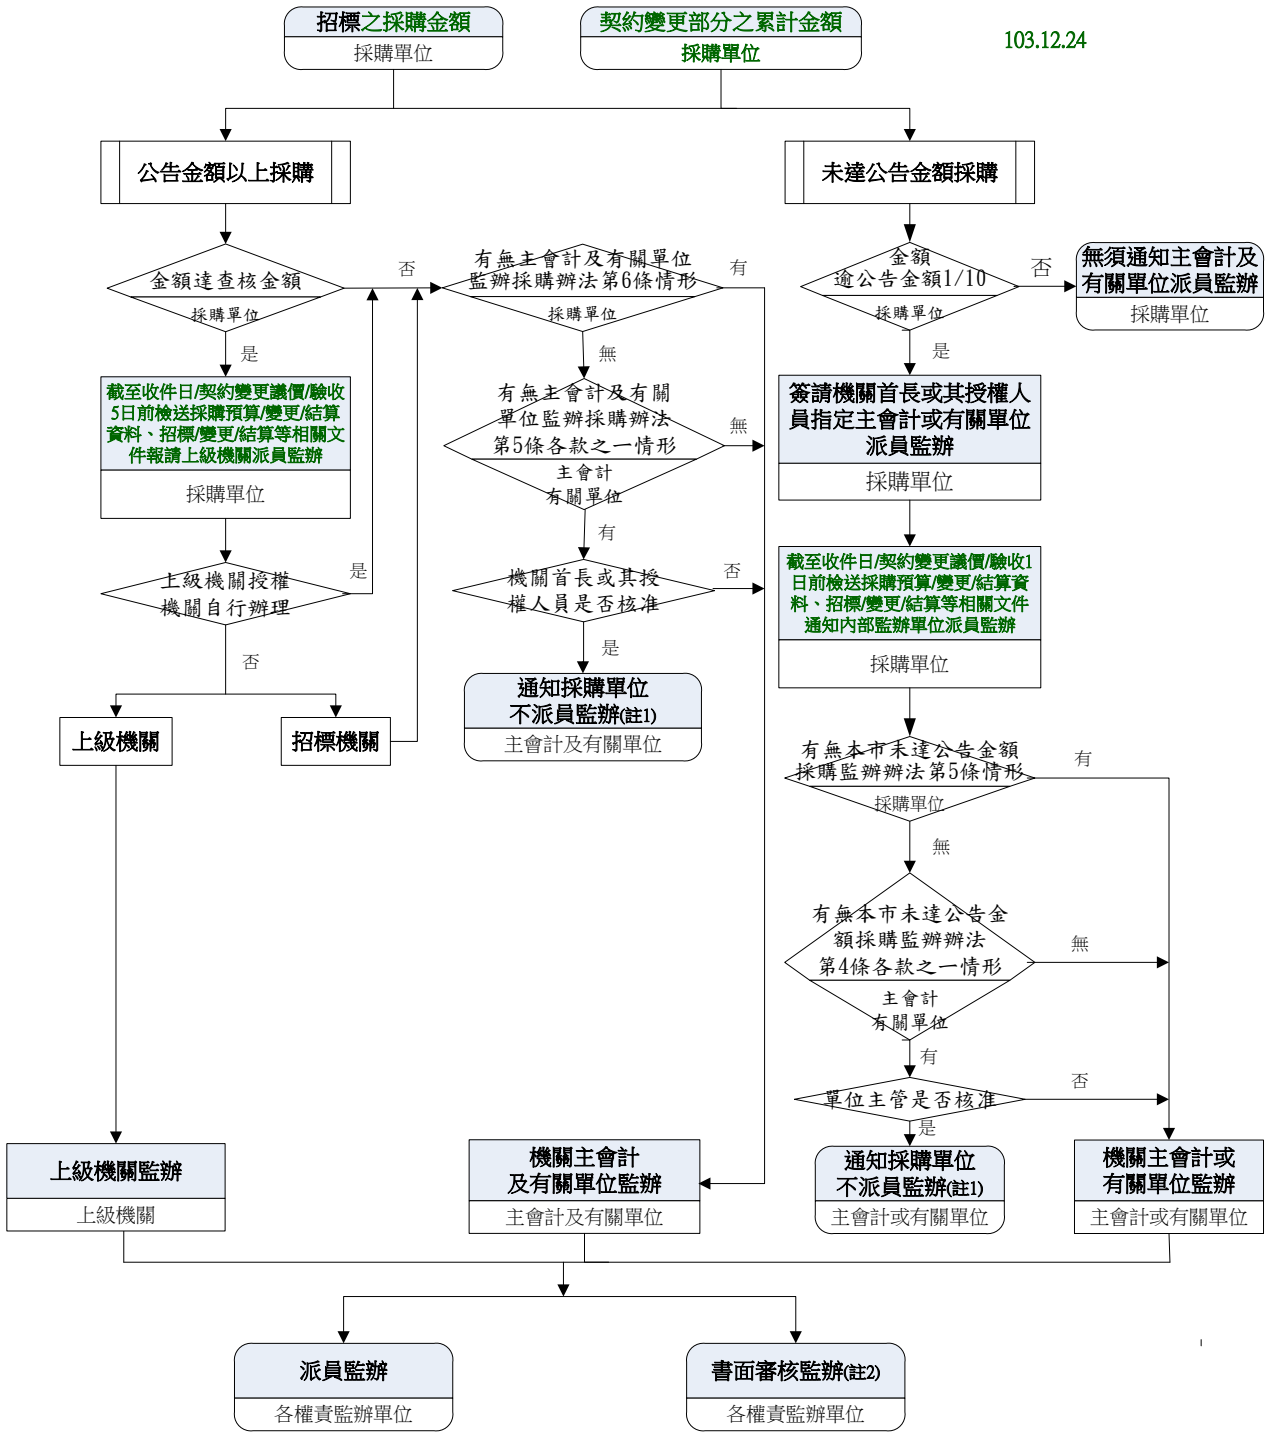 招標之採購金額
採購單位
契約變更部分之累計金額
採購單位
103.12.24
公告金額以上採購
未達公告金額採購
金額達查核金額
採購單位
否
是
有無主會計及有關單位
監辦採購辦法第6條情形
採購單位
有
無
金額
逾公告金額1/10
採購單位
否
是
無須通知主會計及
有關單位派員監辦
採購單位
截至收件日/契約變更議價/驗收
5日前檢送採購預算/變更/結算
資料、招標/變更/結算等相關文
件報請上級機關派員監辦
採購單位
有無主會計及有關
單位監辦採購辦法
第5條各款之一情形
主會計
有關單位
無
有
簽請機關首長或其授權人
員指定主會計或有關單位
派員監辦
採購單位
上級機關授權
機關自行辦理
是
否
機關首長或其授
權人員是否核准
否
是
截至收件日/契約變更議價/驗收1
日前檢送採購預算/變更/結算資
料、招標/變更/結算等相關文件
通知內部監辦單位派員監辦
採購單位
上級機關
招標機關
通知採購單位
不派員監辦(註1)
主會計及有關單位
有無本市未達公告金額
採購監辦辦法第5條情形
採購單位
有
無
有無本市未達公告金
額採購監辦辦法
第4條各款之一情形
主會計
有關單位
無
有
單位主管是否核准
否
是
上級機關監辦
上級機關
機關主會計
及有關單位監辦
主會計及有關單位
通知採購單位
不派員監辦(註1)
主會計或有關單位
機關主會計或
有關單位監辦
主會計或有關單位
派員監辦
各權責監辦單位
書面審核監辦(註2)
各權責監辦單位